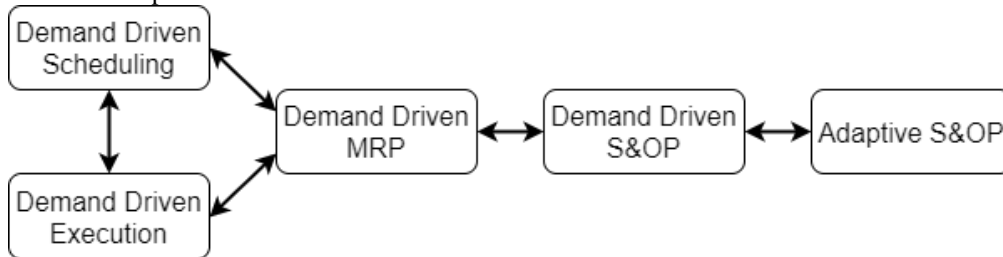 Demand Driven
Scheduling
Demand Driven
MRP
Demand Driven
S&OP
Adaptive S&OP
Demand Driven
Execution